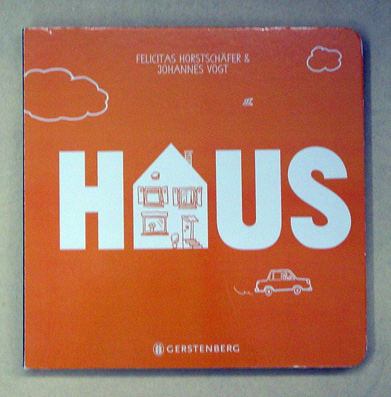 FELICITAS HORSTSCHÄFER &
JOHANNES VOGT
HAUS
GERSTENBERG